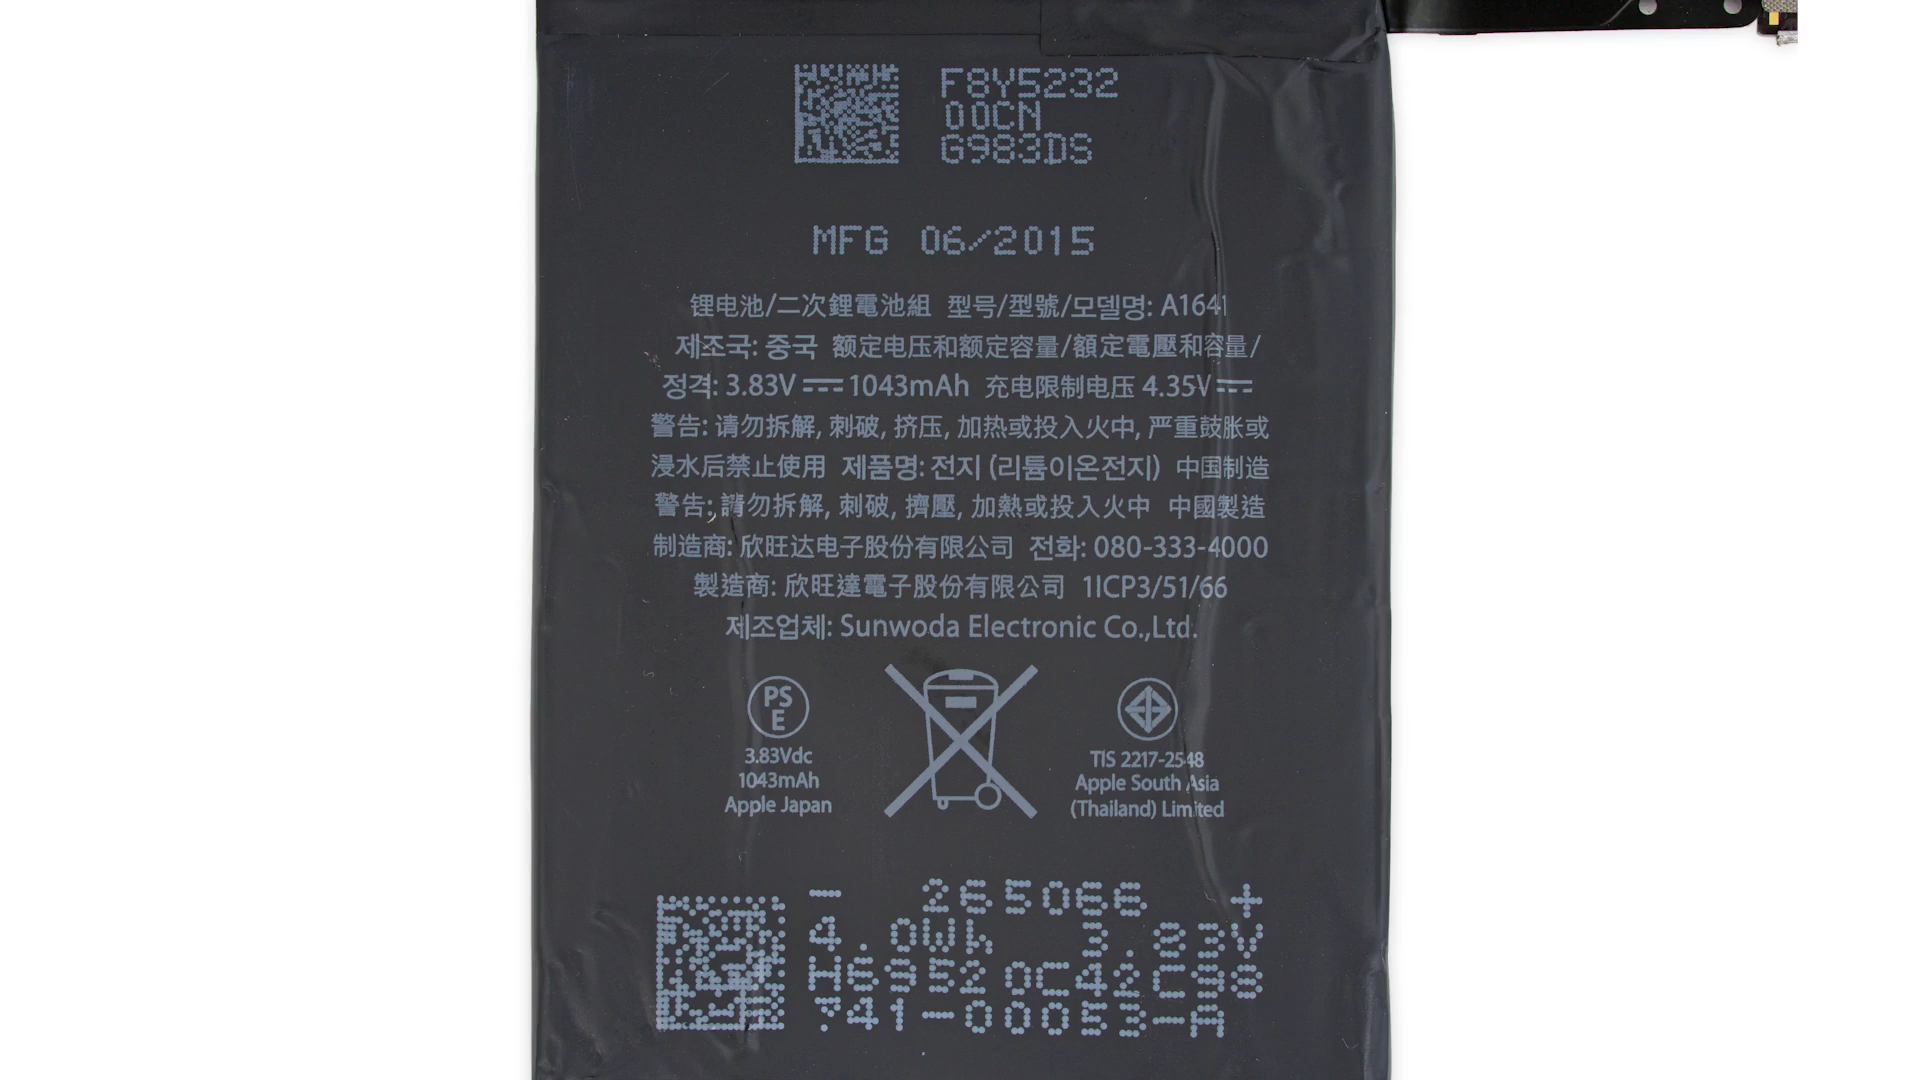 F8Y5232
00CN
G983DS
MFG 06/2015
锂电池/二次鋰電池組 型号/型號/모델명: A1641
제조국: 중국 额定电压和额定容量/額定電壓和容量/
정격: 3.83V ⎓ 1043mAh 充电限制电压 4.35V ⎓
警告: 请勿拆解, 刺破, 挤压, 加热或投入火中, 严重鼓胀或
浸水后禁止使用 제품명: 전지 (리튬이온전지) 中国制造
警告: 請勿拆解, 刺破, 擠壓, 加熱或投入火中 中國製造
制造商: 欣旺达电子股份有限公司 전화: 080-333-4000
製造商: 欣旺達電子股份有限公司 1ICP3/51/66
제조업체: Sunwoda Electronic Co.,Ltd.
PS
E
3.83Vdc
1043mAh
Apple Japan
TIS 2217-2548
Apple South Asia
(Thailand) Limited
- 265066 +
4.0Wh 3.83V
741-00053-A